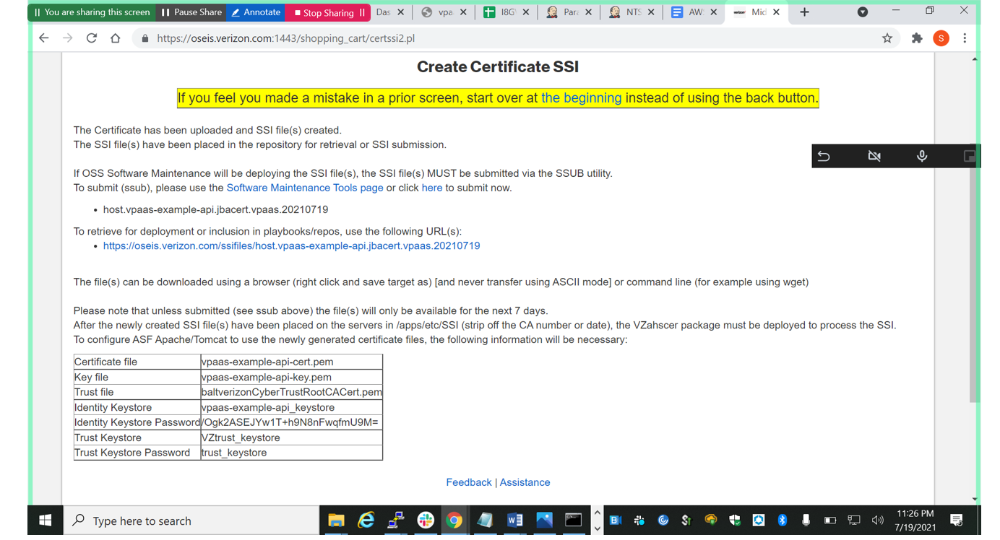 You are sharing this screen
Pause Share
Annotate
Stop Sharing
Das
vpa
I8G
Para
NTS
AW
Mid
https://oseis.verizon.com:1443/shopping_cart/certssi2.pl
S
Create Certificate SSI
If you feel you made a mistake in a prior screen, start over at the beginning instead of using the back button.
The Certificate has been uploaded and SSI file(s) created.
The SSI file(s) have been placed in the repository for retrieval or SSI submission.
If OSS Software Maintenance will be deploying the SSI file(s), the SSI file(s) MUST be submitted via the SSUB utility.
To submit (ssub), please use the Software Maintenance Tools page or click here to submit now.
• host.vpaas-example-api.jbacert.vpaas.20210719
To retrieve for deployment or inclusion in playbooks/repos, use the following URL(s):
• https://oseis.verizon.com/ssifiles/host.vpaas-example-api.jbacert.vpaas.20210719
The file(s) can be downloaded using a browser (right click and save target as) [and never transfer using ASCII mode] or command line (for example using wget)
Please note that unless submitted (see ssub above) the file(s) will only be available for the next 7 days.
After the newly created SSI file(s) have been placed on the servers in /apps/etc/SSI (strip off the CA number or date), the VZahscer package must be deployed to process the SSI.
To configure ASF Apache/Tomcat to use the newly generated certificate files, the following information will be necessary:
Certificate file vpaas-example-api-cert.pem
Key file vpaas-example-api-key.pem
Trust file baltverizonCyberTrustRootCACert.pem
Identity Keystore vpaas-example-api_keystore
Identity Keystore Password /Ogk2ASEJYw1T+h9N8nFwqfmU9M=
Trust Keystore VZtrust_keystore
Trust Keystore Password trust_keystore
Feedback | Assistance
Type here to search
11:26 PM
7/19/2021